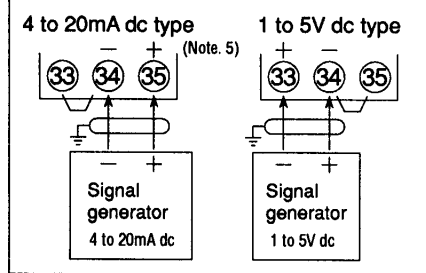 4 to 20mA dc type
1 to 5V dc type
− + (Note. 5)
+ −
33 34 35
33 34 35
− +
− +
Signal
generator
4 to 20mA dc
Signal
generator
1 to 5V dc